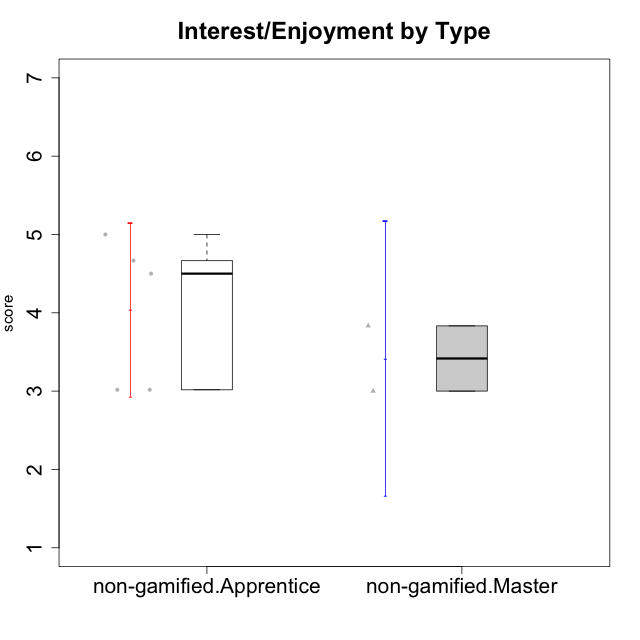 Interest/Enjoyment by Type
7
6
5
4
3
2
1
score
non-gamified.Apprentice
non-gamified.Master